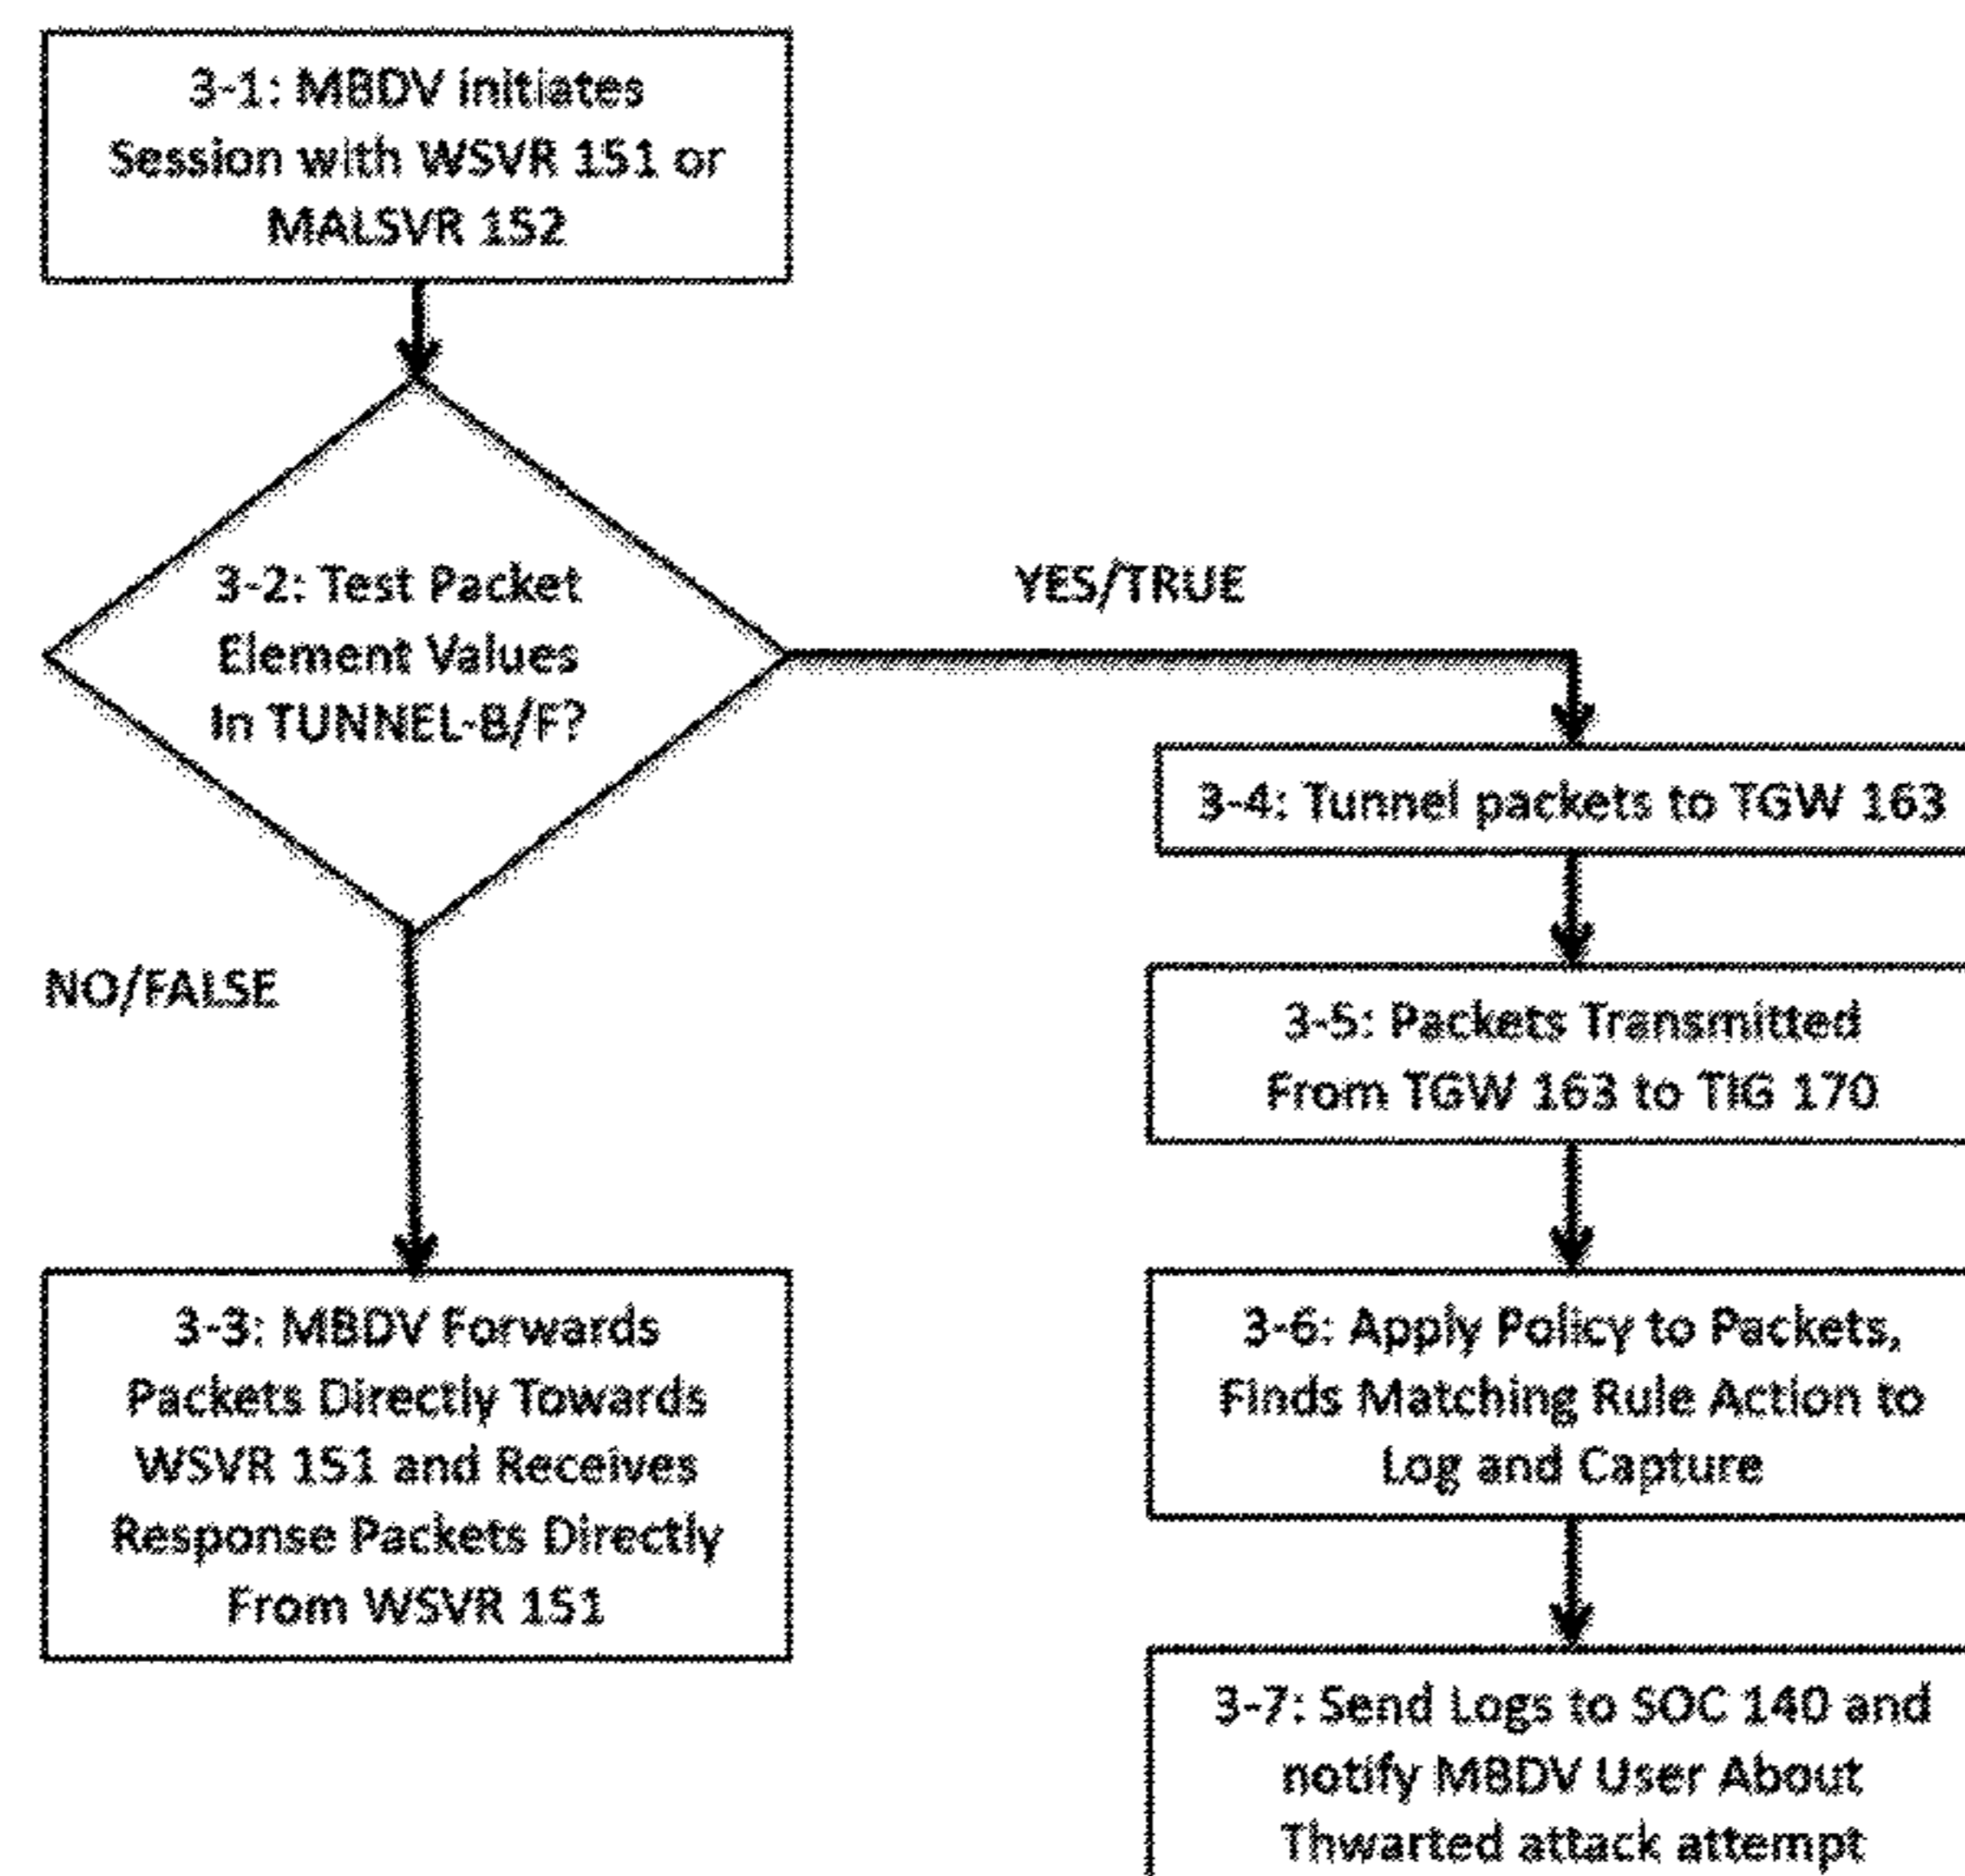 3-1: MBDV initiates
Session with WSVR 151 or
MALSVR 152
3-2: Test Packet
Element Values
In TUNNEL-B/F?
YES/TRUE
NO/FALSE
3-3: MBDV Forwards
Packets Directly Towards
WSVR 151 and Receives
Response Packets Directly
From WSVR 151
3-4: Tunnel packets to TGW 163
3-5: Packets Transmitted
From TGW 163 to TIG 170
3-6: Apply Policy to Packets,
Finds Matching Rule Action to
Log and Capture
3-7: Send Logs to SOC 140 and
notify MBDV User About
Thwarted attack attempt